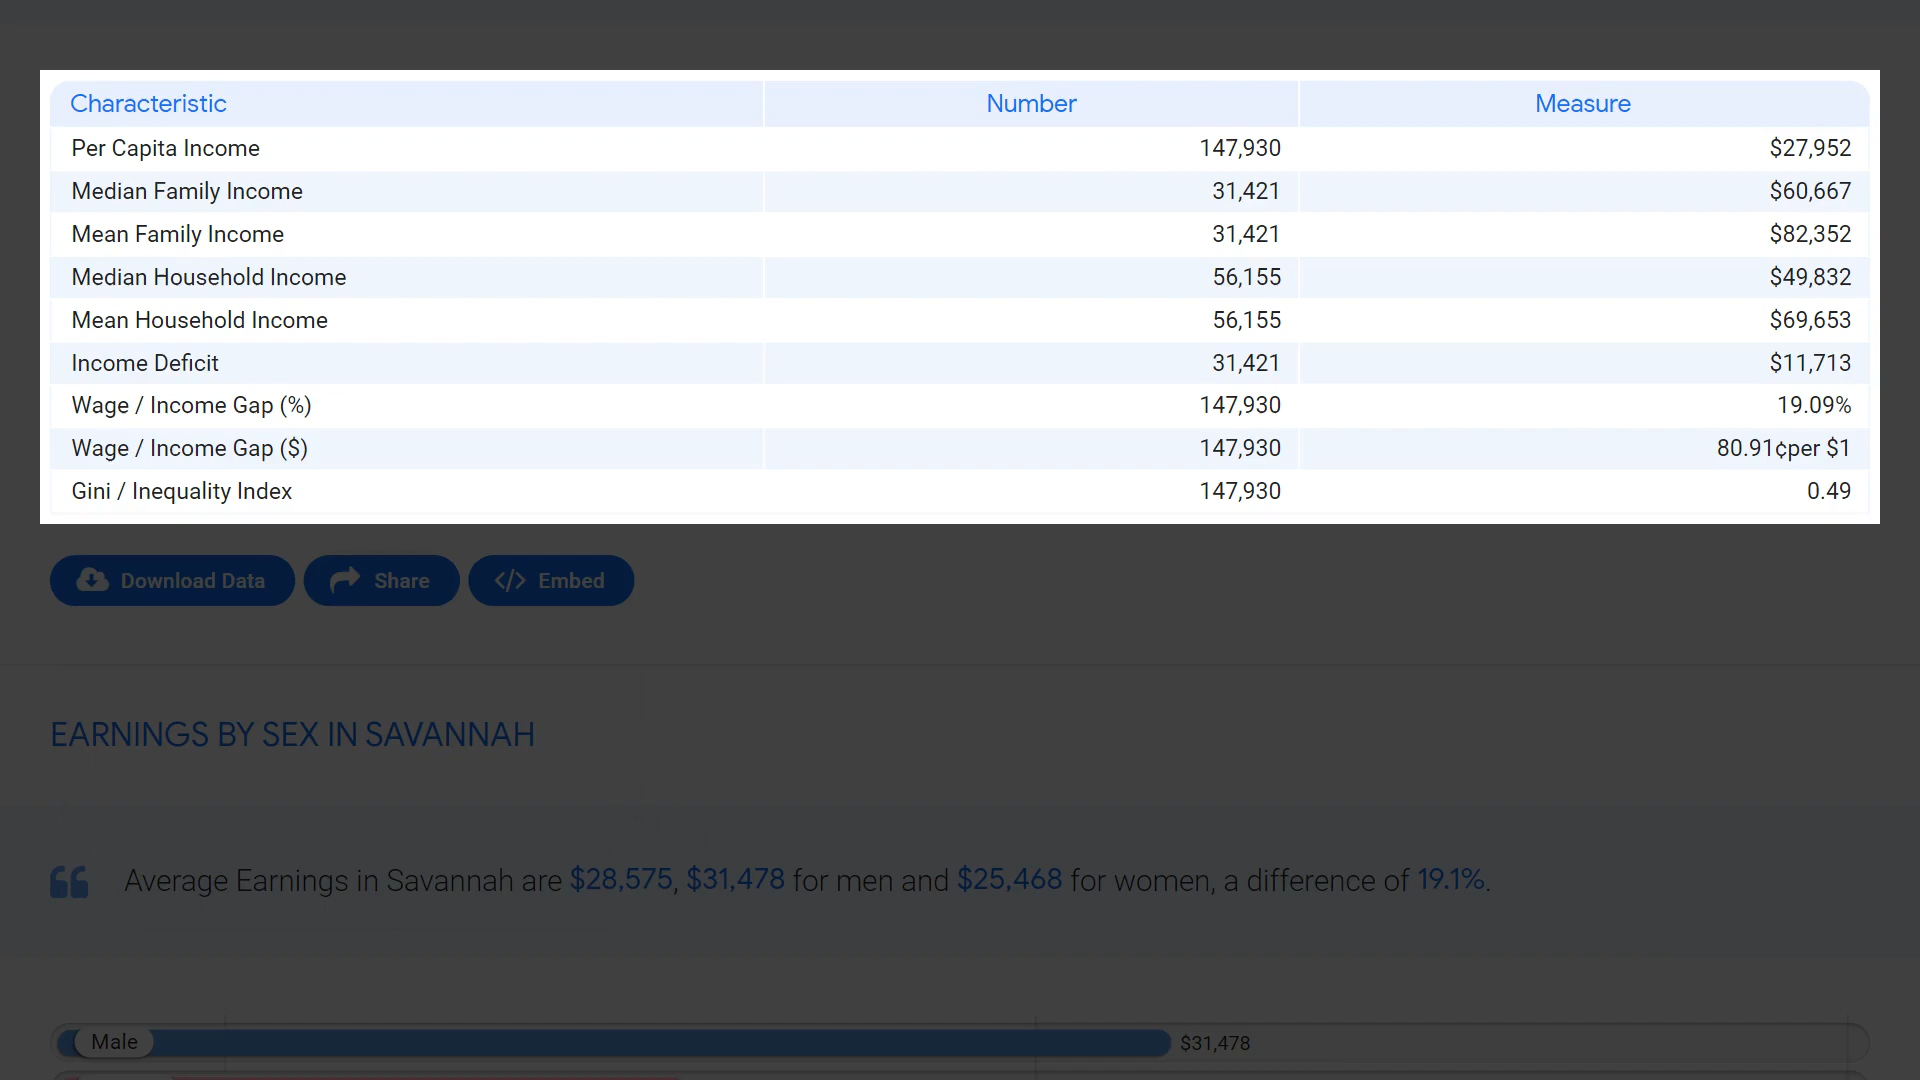 Characteristic Number Measure
Per Capita Income 147,930 $27,952
Median Family Income 31,421 $60,667
Mean Family Income 31,421 $82,352
Median Household Income 56,155 $49,832
Mean Household Income 56,155 $69,653
Income Deficit 31,421 $11,713
Wage / Income Gap (%) 147,930 19.09%
Wage / Income Gap ($) 147,930 80.91¢per $1
Gini / Inequality Index 147,930 0.49
Download Data Share </> Embed
EARNINGS BY SEX IN SAVANNAH
Average Earnings in Savannah are $28,575, $31,478 for men and $25,468 for women, a difference of 19.1%.
Male $31,478